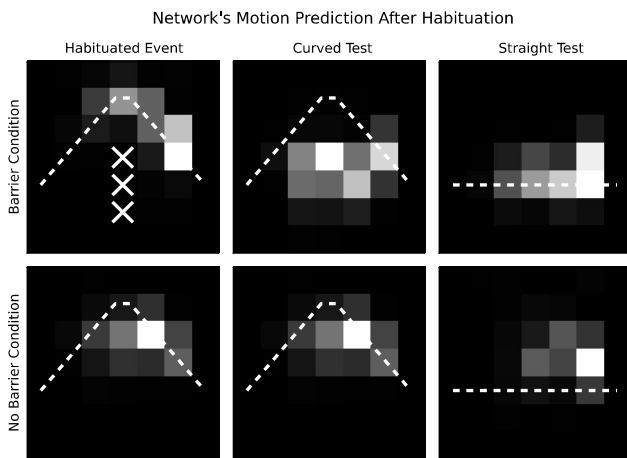 Network's Motion Prediction After Habituation
Habituated Event
Curved Test
Straight Test
Barrier Condition
No Barrier Condition